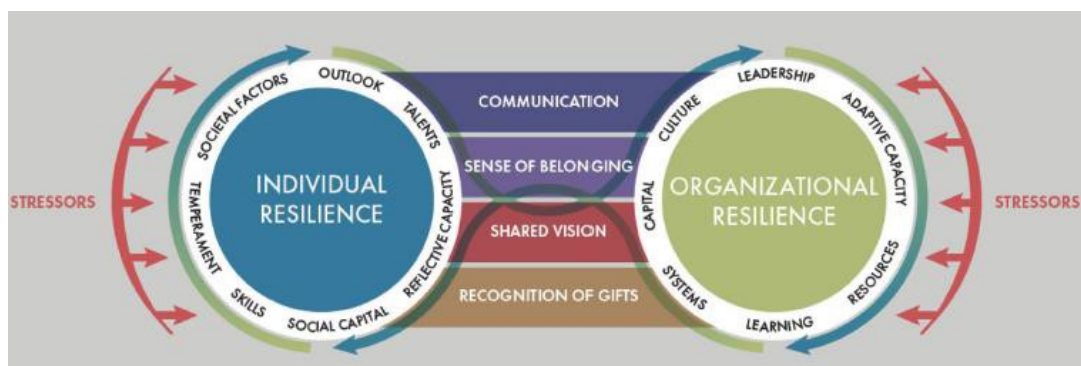 STRESSORS
SOCIETAL FACTORS
OUTLOOK
TALENTS
REFLECTIVE CAPACITY
SOCIAL CAPITAL
SKILLS
TEMPERAMENT
INDIVIDUAL
RESILIENCE
COMMUNICATION
SENSE OF BELONGING
SHARED VISION
RECOGNITION OF GIFTS
CULTURE
LEADERSHIP
ADAPTIVE CAPACITY
RESOURCES
LEARNING
SYSTEMS
CAPITAL
ORGANIZATIONAL
RESILIENCE
STRESSORS